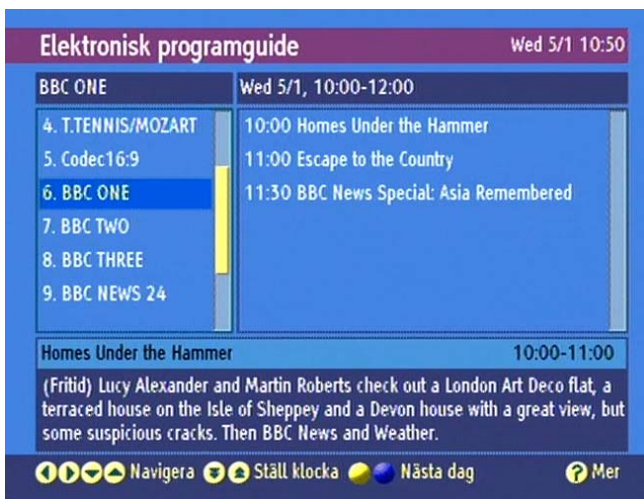 Elektronisk programguide Wed 5/1 10:50
BBC ONE Wed 5/1, 10:00-12:00
4. T.TENNIS/MOZART
5. Codec16:9
6. BBC ONE
7. BBC TWO
8. BBC THREE
9. BBC NEWS 24
10:00 Homes Under the Hammer
11:00 Escape to the Country
11:30 BBC News Special: Asia Remembered
Homes Under the Hammer 10:00-11:00
(Fritid) Lucy Alexander and Martin Roberts check out a London Art Deco flat, a
terraced house on the Isle of Sheppey and a Devon house with a great view, but
some suspicious cracks. Then BBC News and Weather.
Navigera Ställ klocka Nästa dag ? Mer